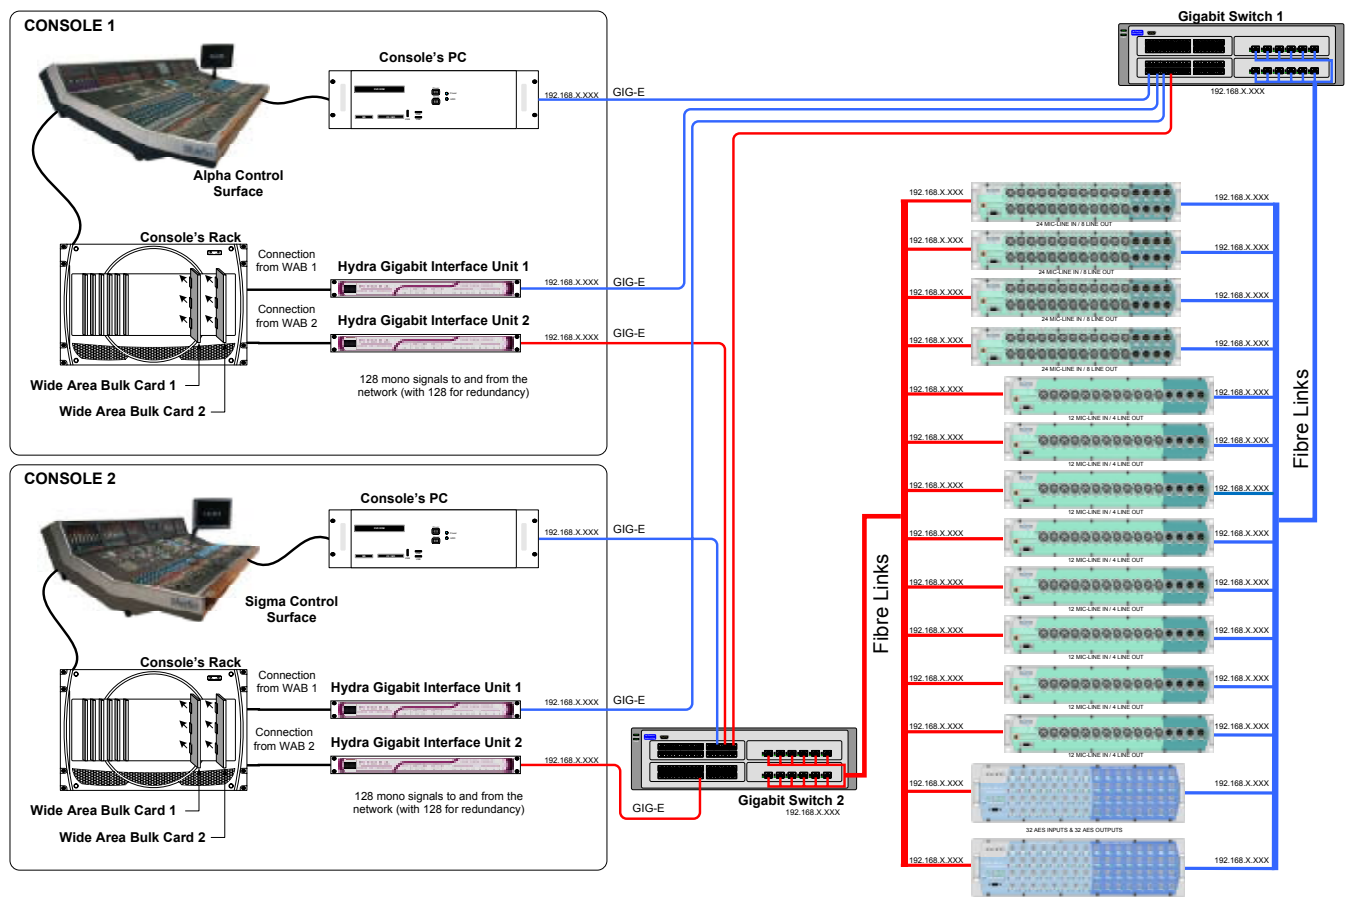 CONSOLE 1
Console's PC
192.168.X.XXX
GIG-E
Alpha Control
Surface
Console's Rack
Connection
from WAB 1
Hydra Gigabit Interface Unit 1
192.168.X.XXX
GIG-E
Connection
from WAB 2
Hydra Gigabit Interface Unit 2
192.168.X.XXX
GIG-E
Wide Area Bulk Card 1
Wide Area Bulk Card 2
128 mono signals to and from the
network (with 128 for redundancy)
CONSOLE 2
Console's PC
192.168.X.XXX
GIG-E
Sigma Control
Surface
Console's Rack
Connection
from WAB 1
Hydra Gigabit Interface Unit 1
192.168.X.XXX
GIG-E
Connection
from WAB 2
Hydra Gigabit Interface Unit 2
192.168.X.XXX
GIG-E
Wide Area Bulk Card 1
Wide Area Bulk Card 2
128 mono signals to and from the
network (with 128 for redundancy)
Gigabit Switch 1
192.168.X.XXX
Gigabit Switch 2
192.168.X.XXX
Fibre Links
Fibre Links
192.168.X.XXX
192.168.X.XXX
24 MIC-LINE IN / 8 LINE OUT
192.168.X.XXX
192.168.X.XXX
24 MIC-LINE IN / 8 LINE OUT
192.168.X.XXX
192.168.X.XXX
24 MIC-LINE IN / 8 LINE OUT
192.168.X.XXX
192.168.X.XXX
24 MIC-LINE IN / 8 LINE OUT
192.168.X.XXX
192.168.X.XXX
12 MIC-LINE IN / 4 LINE OUT
192.168.X.XXX
192.168.X.XXX
12 MIC-LINE IN / 4 LINE OUT
192.168.X.XXX
192.168.X.XXX
12 MIC-LINE IN / 4 LINE OUT
192.168.X.XXX
192.168.X.XXX
12 MIC-LINE IN / 4 LINE OUT
192.168.X.XXX
192.168.X.XXX
12 MIC-LINE IN / 4 LINE OUT
192.168.X.XXX
192.168.X.XXX
12 MIC-LINE IN / 4 LINE OUT
192.168.X.XXX
192.168.X.XXX
12 MIC-LINE IN / 4 LINE OUT
192.168.X.XXX
192.168.X.XXX
12 MIC-LINE IN / 4 LINE OUT
192.168.X.XXX
192.168.X.XXX
32 AES INPUTS & 32 AES OUTPUTS
192.168.X.XXX
192.168.X.XXX